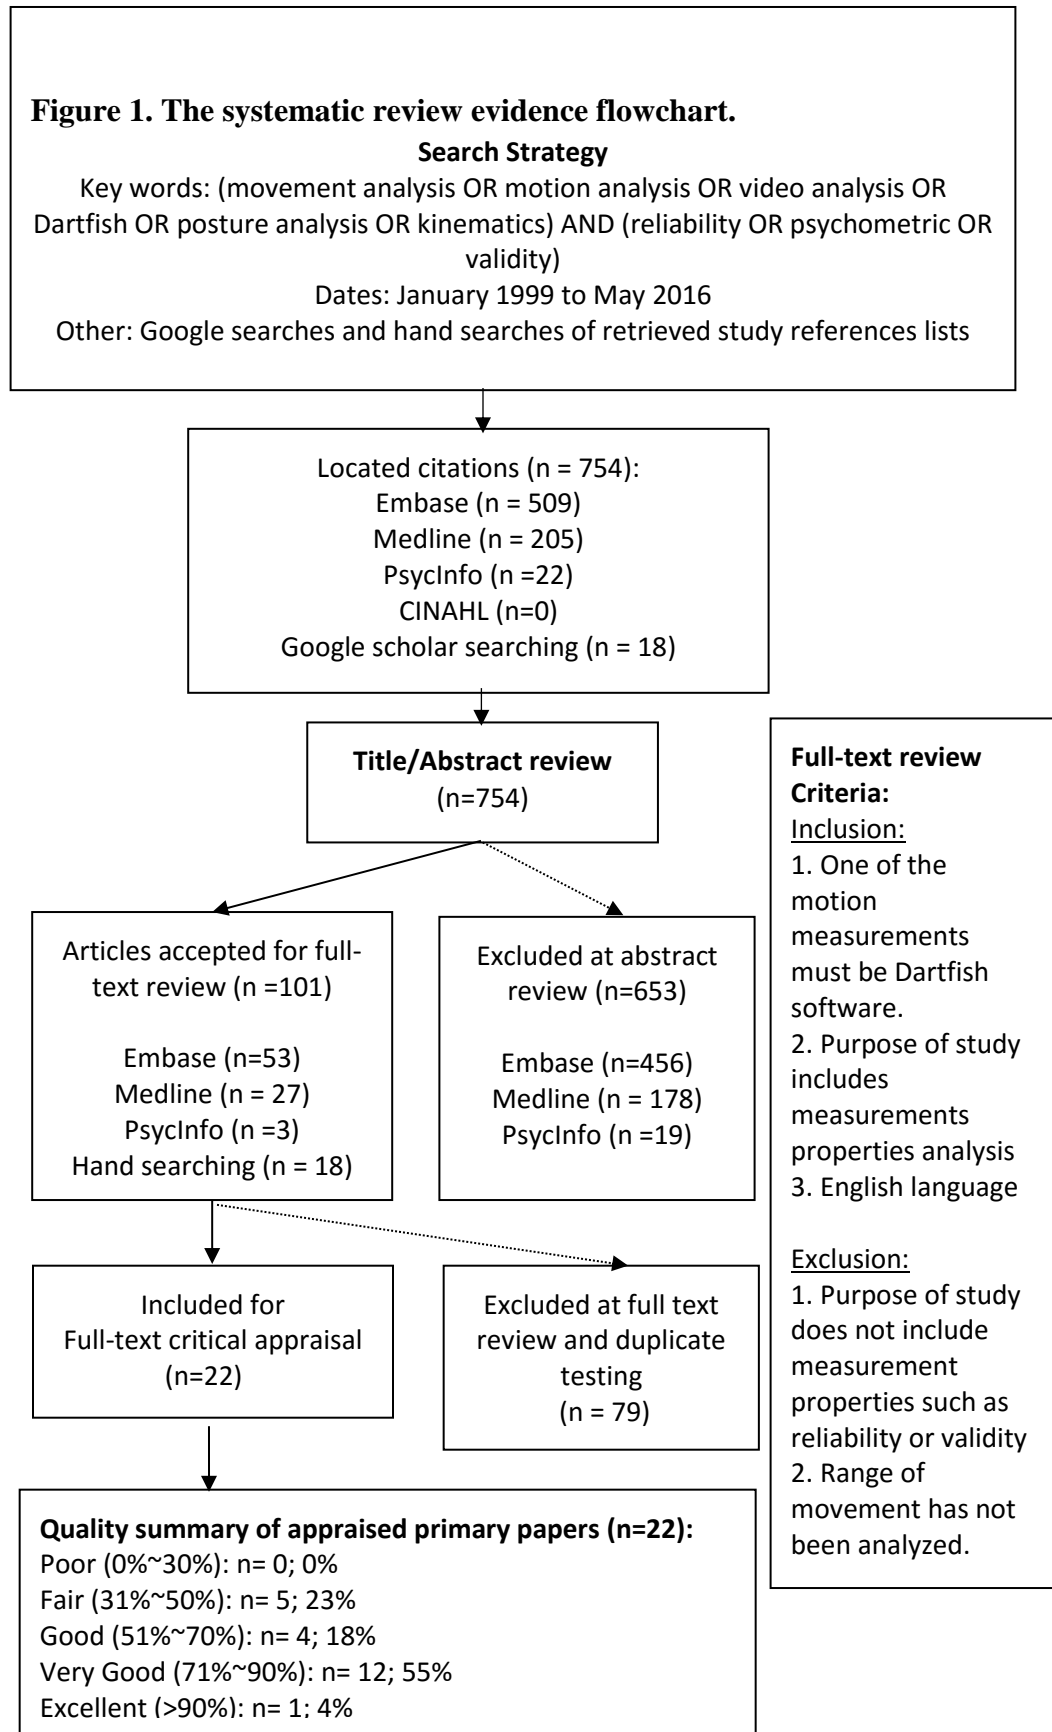 Figure 1. The systematic review evidence flowchart.
Search Strategy
Key words: (movement analysis OR motion analysis OR video analysis OR
Dartfish OR posture analysis OR kinematics) AND (reliability OR psychometric OR
validity)
Dates: January 1999 to May 2016
Other: Google searches and hand searches of retrieved study references lists
Located citations (n = 754):
Embase (n = 509)
Medline (n = 205)
PsycInfo (n =22)
CINAHL (n=0)
Google scholar searching (n = 18)
Title/Abstract review
(n=754)
Articles accepted for full-
text review (n =101)
Embase (n=53)
Medline (n = 27)
PsycInfo (n =3)
Hand searching (n = 18)
Excluded at abstract
review (n=653)
Embase (n=456)
Medline (n = 178)
PsycInfo (n =19)
Full-text review
Criteria:
Inclusion:
1. One of the
motion
measurements
must be Dartfish
software.
2. Purpose of study
includes
measurements
properties analysis
3. English language
Exclusion:
1. Purpose of study
does not include
measurement
properties such as
reliability or validity
2. Range of
movement has not
been analyzed.
Included for
Full-text critical appraisal
(n=22)
Excluded at full text
review and duplicate
testing
(n = 79)
Quality summary of appraised primary papers (n=22):
Poor (0%~30%): n= 0; 0%
Fair (31%~50%): n= 5; 23%
Good (51%~70%): n= 4; 18%
Very Good (71%~90%): n= 12; 55%
Excellent (>90%): n= 1; 4%